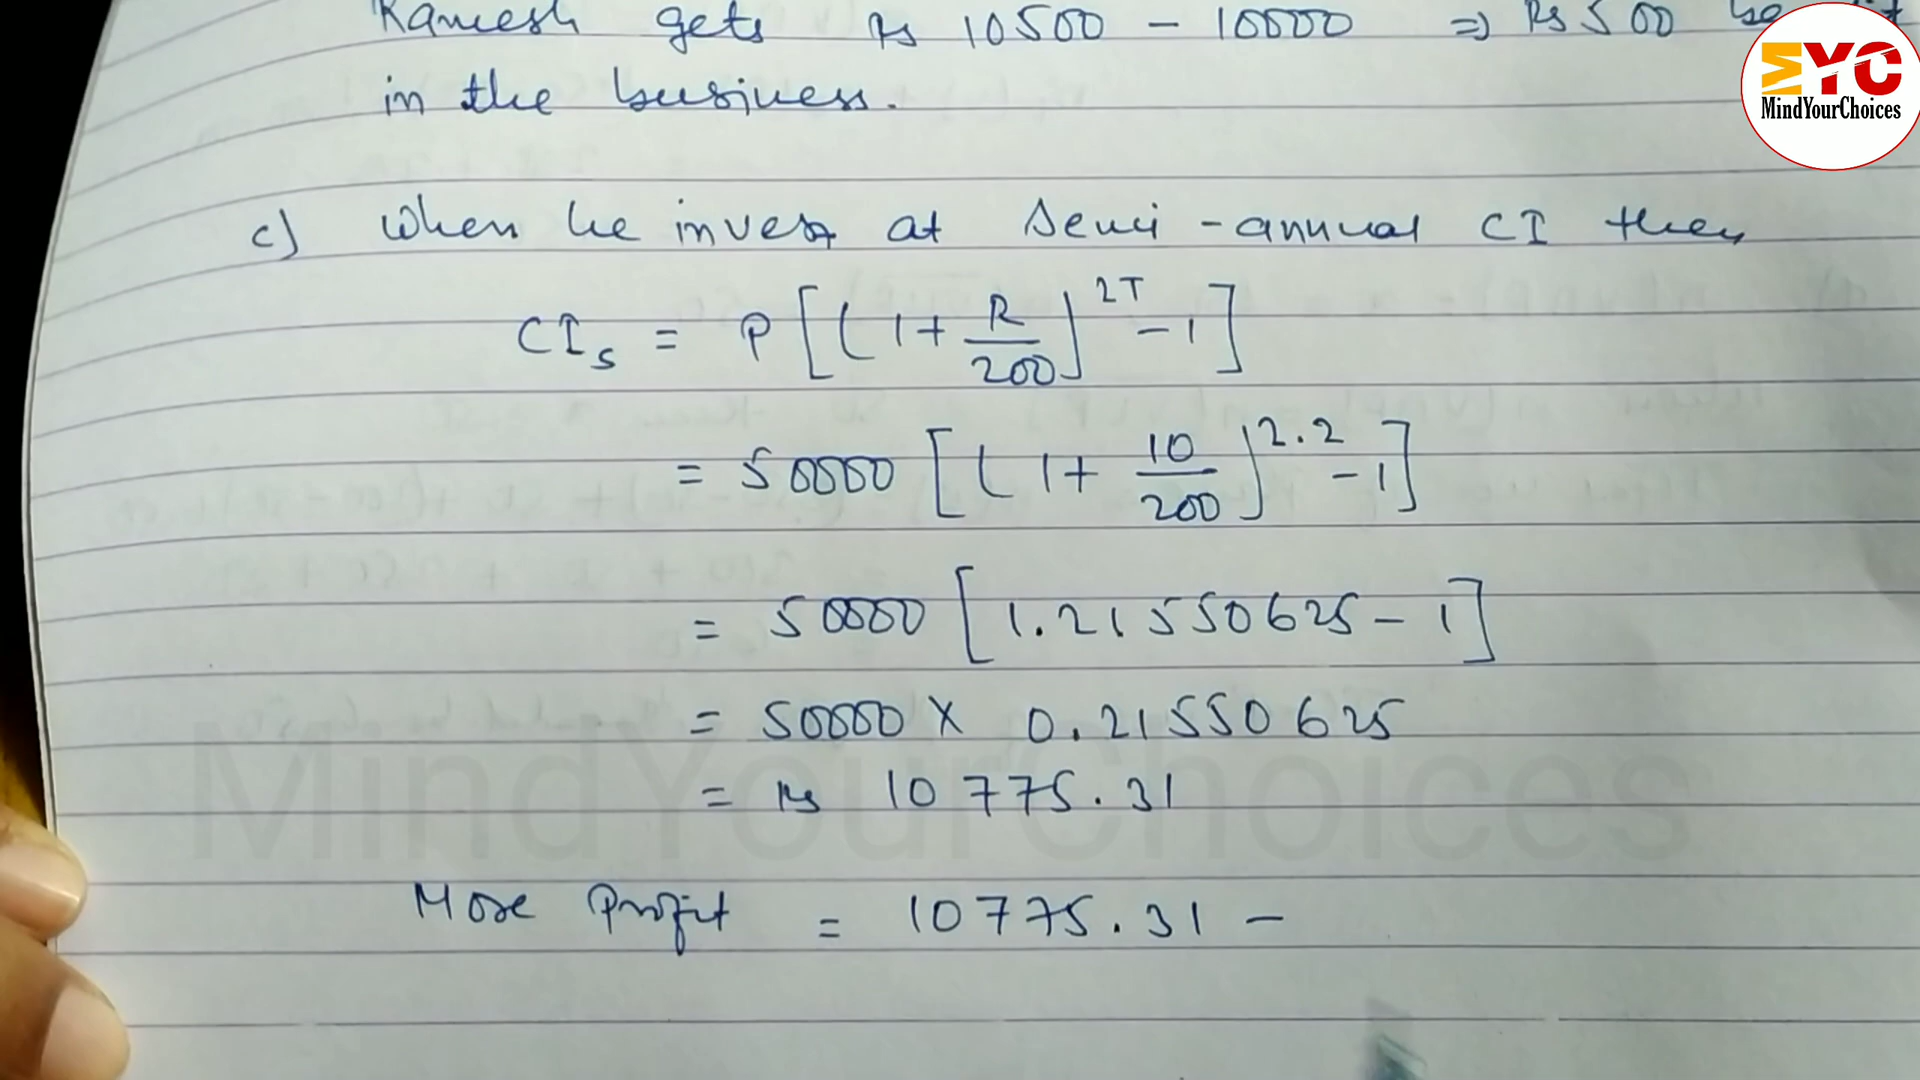 Ramesh gets Rs 10500 - 10000 => Rs 500
in the business.
MYC
MindYourChoices
c) When he invest at Semi-annual CI then
CI_s = P[(1 + R/200)^2T - 1]
= 50000 [(1 + 10/200)^2.2 - 1]
= 50000 [1.21550625 - 1]
= 50000 X 0.21550625
= Rs 10775.31
More Profit = 10775.31 -
MindYourChoices